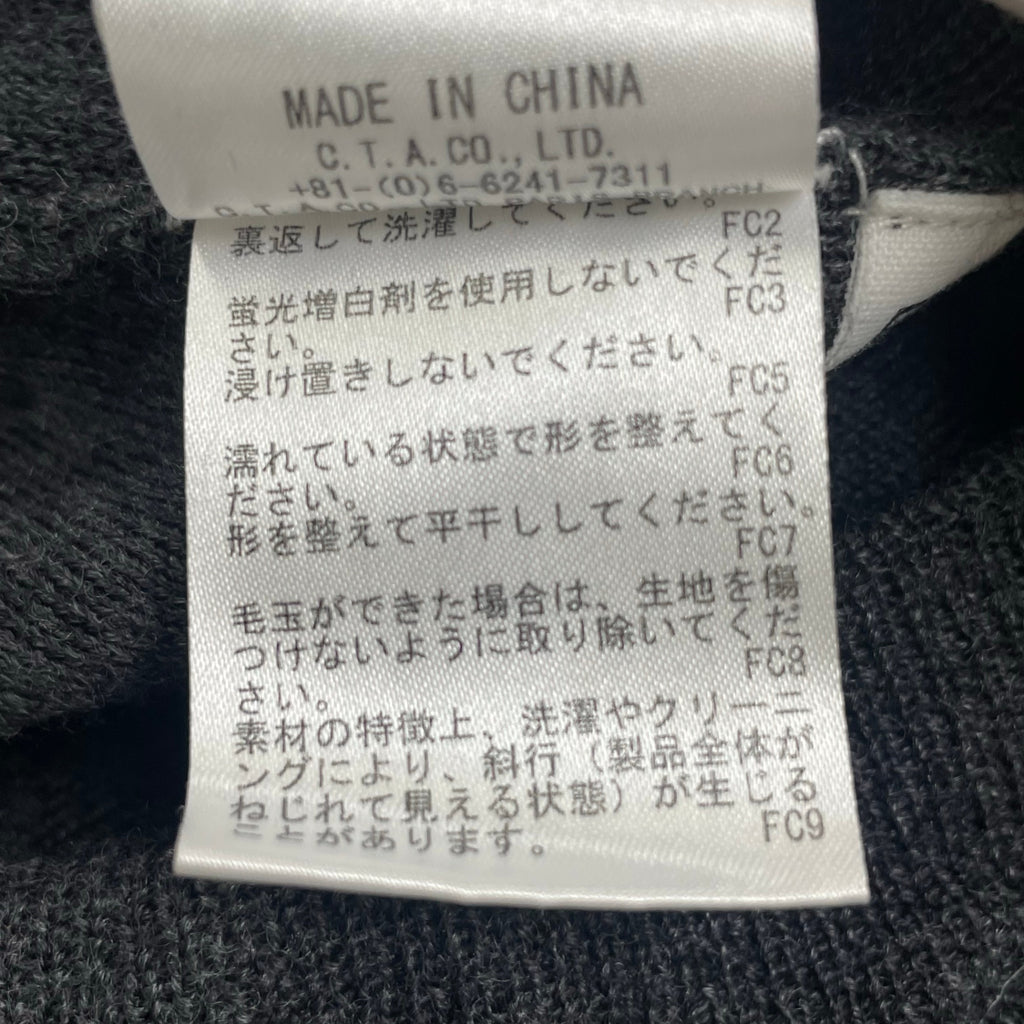 MADE IN CHINA
C.T.A.CO.,LTD.
+81-(0)6-6241-7311
C.T.A.CO.,LTD.PARIS BRANCH
裏返して洗濯してください。
FC2
蛍光増白剤を使用しないでくだ
さい。
FC3
浸け置きしないでください。
FC5
濡れている状態で形を整えてく
ださい。
FC6
形を整えて平干ししてください。
FC7
毛玉ができた場合は、生地を傷
つけないように取り除いてくだ
さい。
FC8
素材の特徴上、洗濯やクリーニ
ングにより、斜行（製品全体が
ねじれて見える状態）が生じる
ことがあります。
FC9